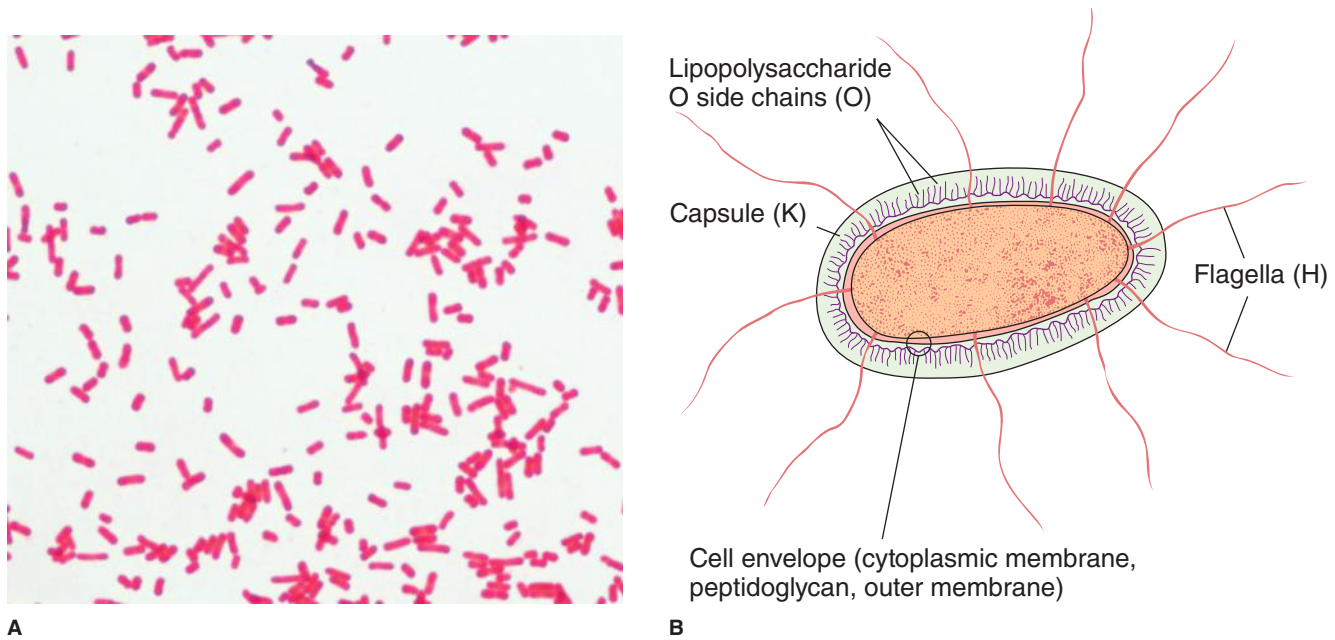 Lipopolysaccharide
O side chains (O)
Capsule (K)
Flagella (H)
Cell envelope (cytoplasmic membrane,
peptidoglycan, outer membrane)
A
B